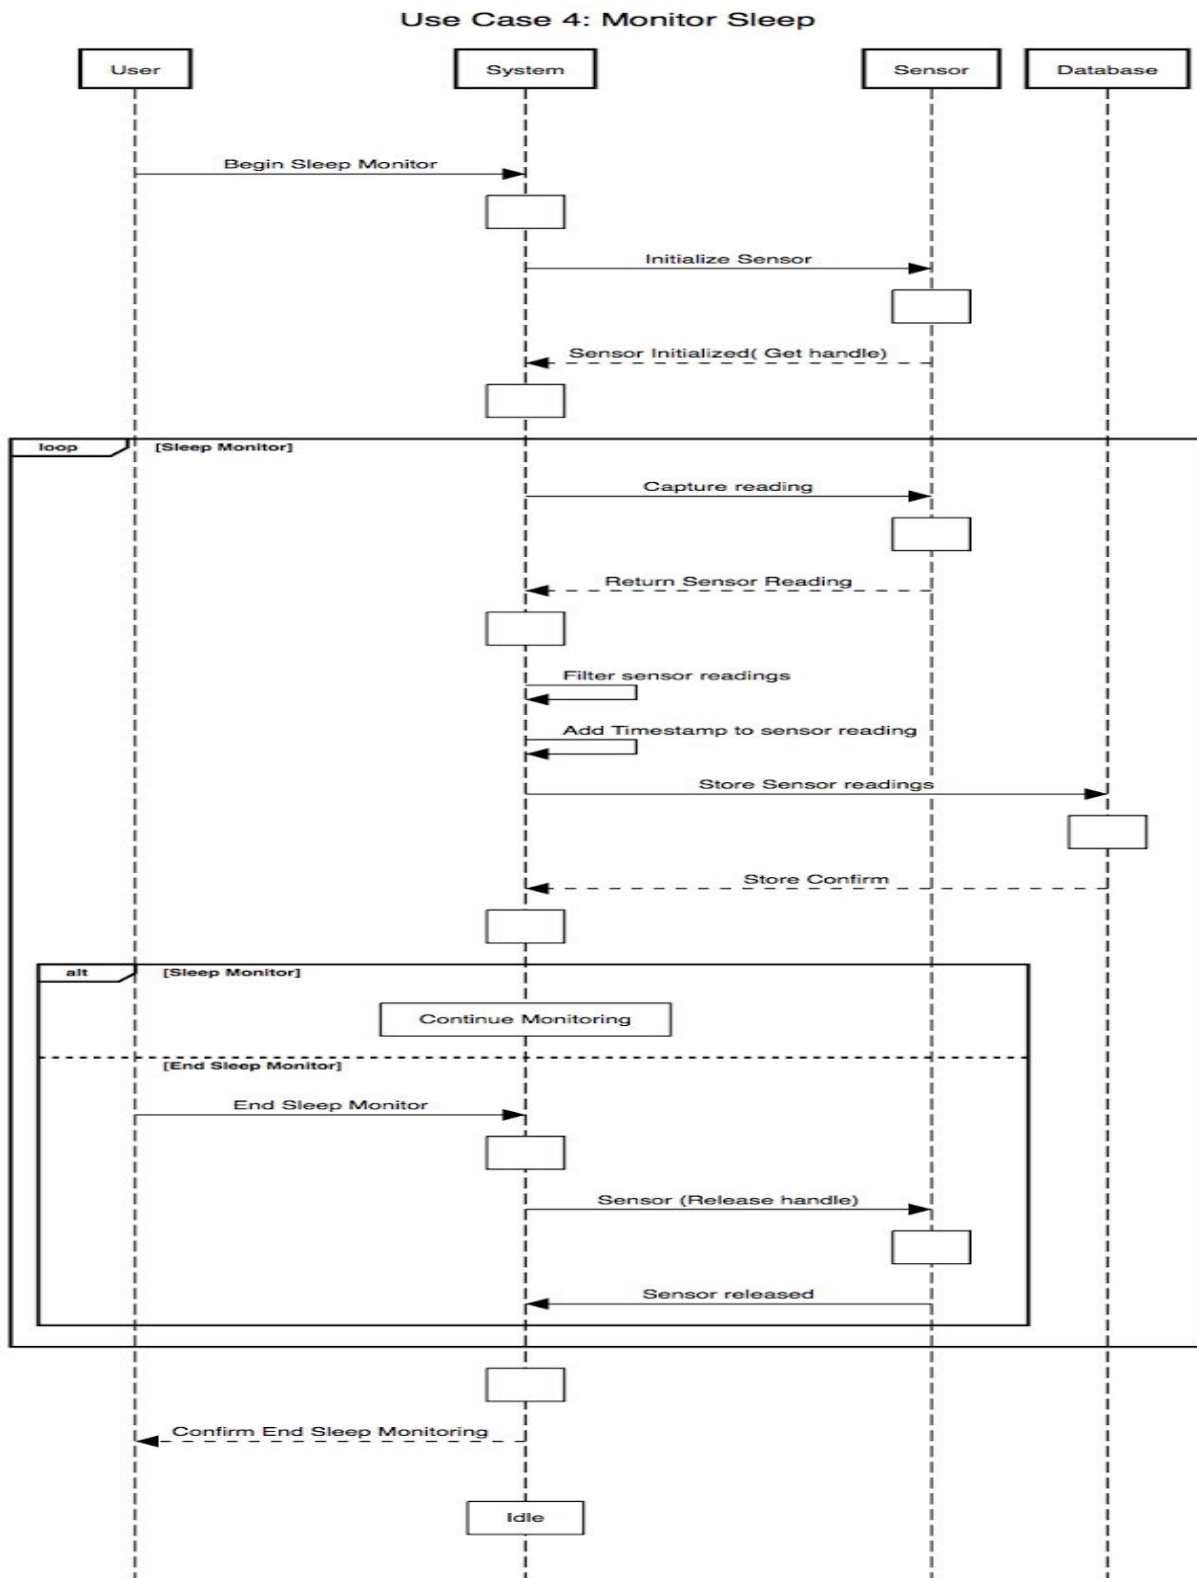 Use Case 4: Monitor Sleep
User
System
Sensor
Database
Begin Sleep Monitor
Initialize Sensor
Sensor Initialized( Get handle)
loop
[Sleep Monitor]
Capture reading
Return Sensor Reading
Filter sensor readings
Add Timestamp to sensor reading
Store Sensor readings
Store Confirm
alt
[Sleep Monitor]
Continue Monitoring
[End Sleep Monitor]
End Sleep Monitor
Sensor (Release handle)
Sensor released
Confirm End Sleep Monitoring
Idle